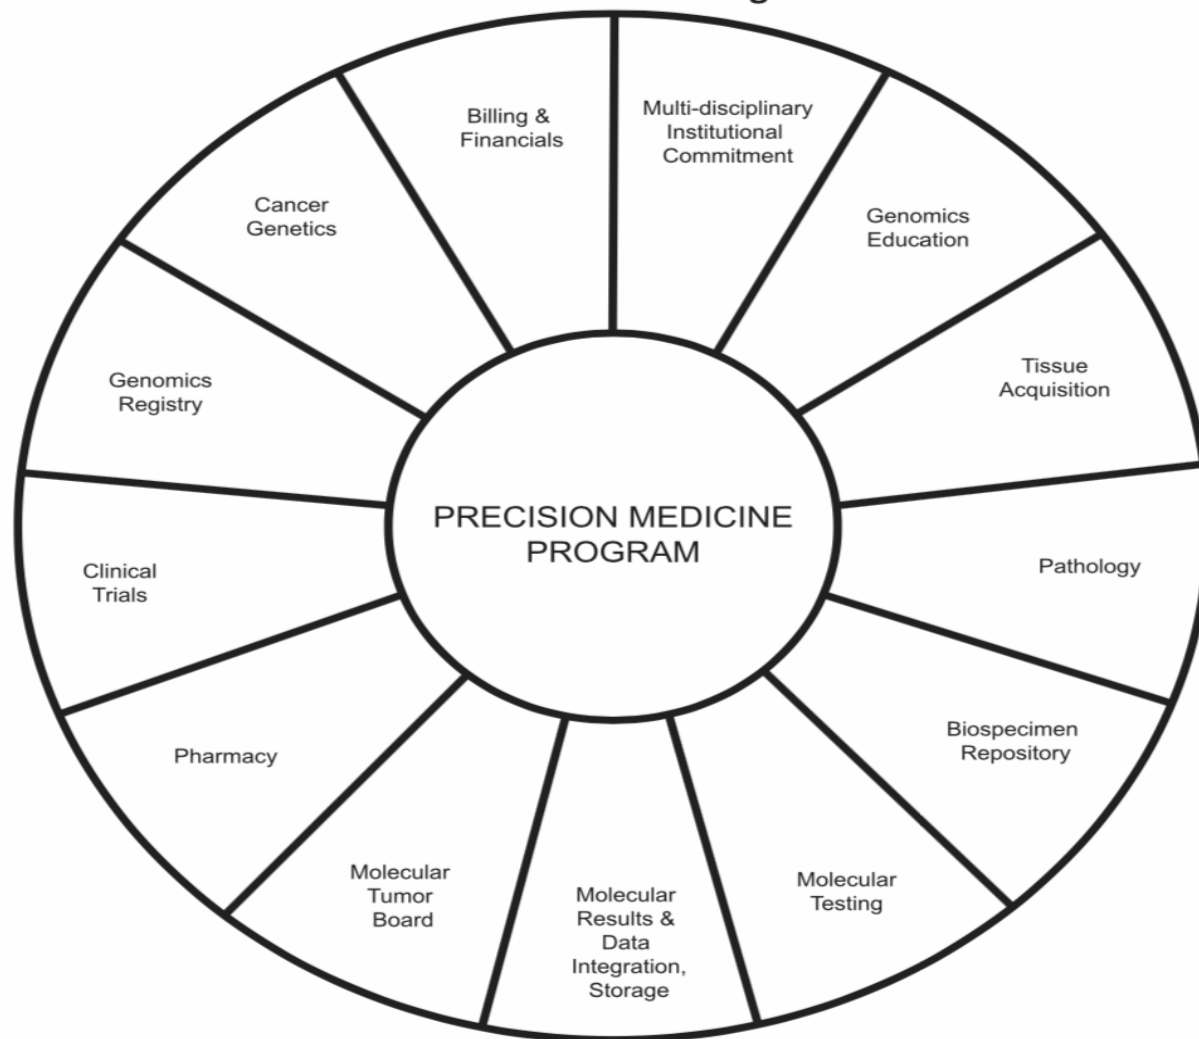 Billing &
Financials
Multi-disciplinary
Institutional
Commitment
Genomics
Education
Tissue
Acquisition
Pathology
Biospecimen
Repository
Molecular
Testing
Molecular
Results &
Data
Integration,
Storage
Molecular
Tumor
Board
Pharmacy
Clinical
Trials
Genomics
Registry
Cancer
Genetics
PRECISION MEDICINE
PROGRAM